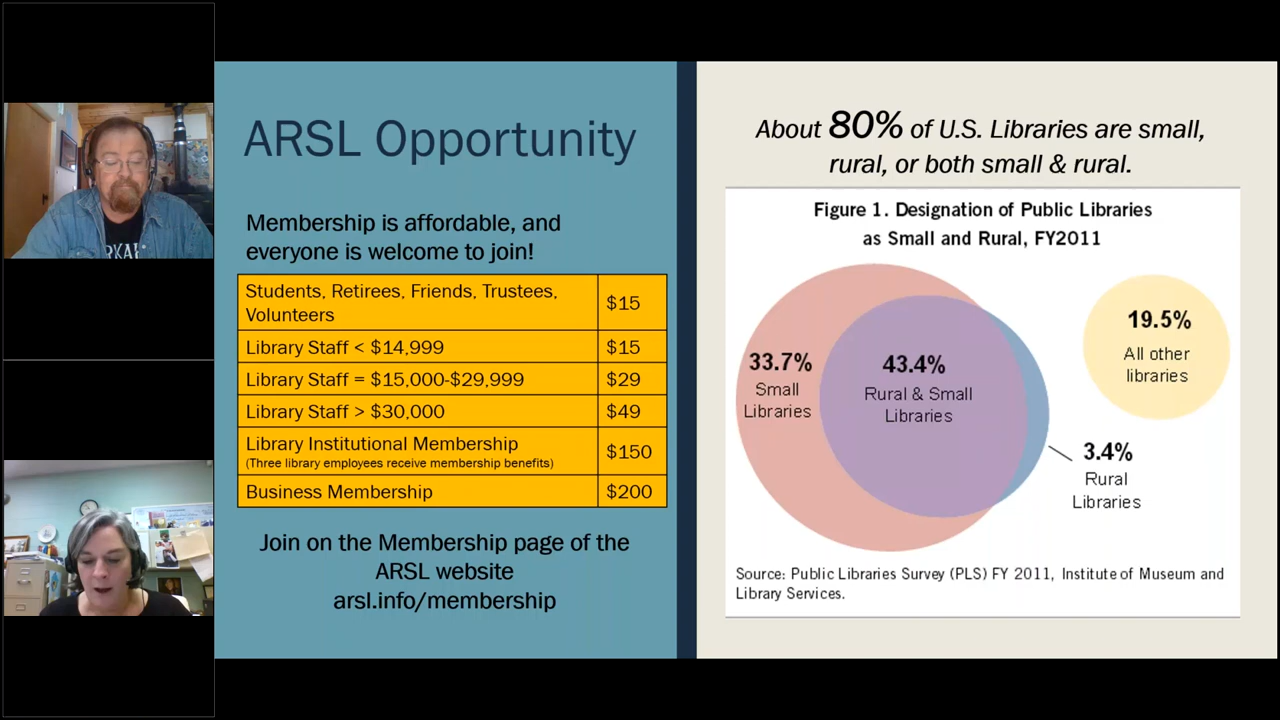 ARSL Opportunity
Membership is affordable, and
everyone is welcome to join!
Students, Retirees, Friends, Trustees,
Volunteers
$15
Library Staff < $14,999
$15
Library Staff = $15,000-$29,999
$29
Library Staff > $30,000
$49
Library Institutional Membership
(Three library employees receive membership benefits)
$150
Business Membership
$200
Join on the Membership page of the
ARSL website
arsl.info/membership
About 80% of U.S. Libraries are small,
rural, or both small & rural.
Figure 1. Designation of Public Libraries
as Small and Rural, FY2011
33.7%
Small
Libraries
43.4%
Rural & Small
Libraries
19.5%
All other
libraries
3.4%
Rural
Libraries
Source: Public Libraries Survey (PLS) FY 2011, Institute of Museum and
Library Services.